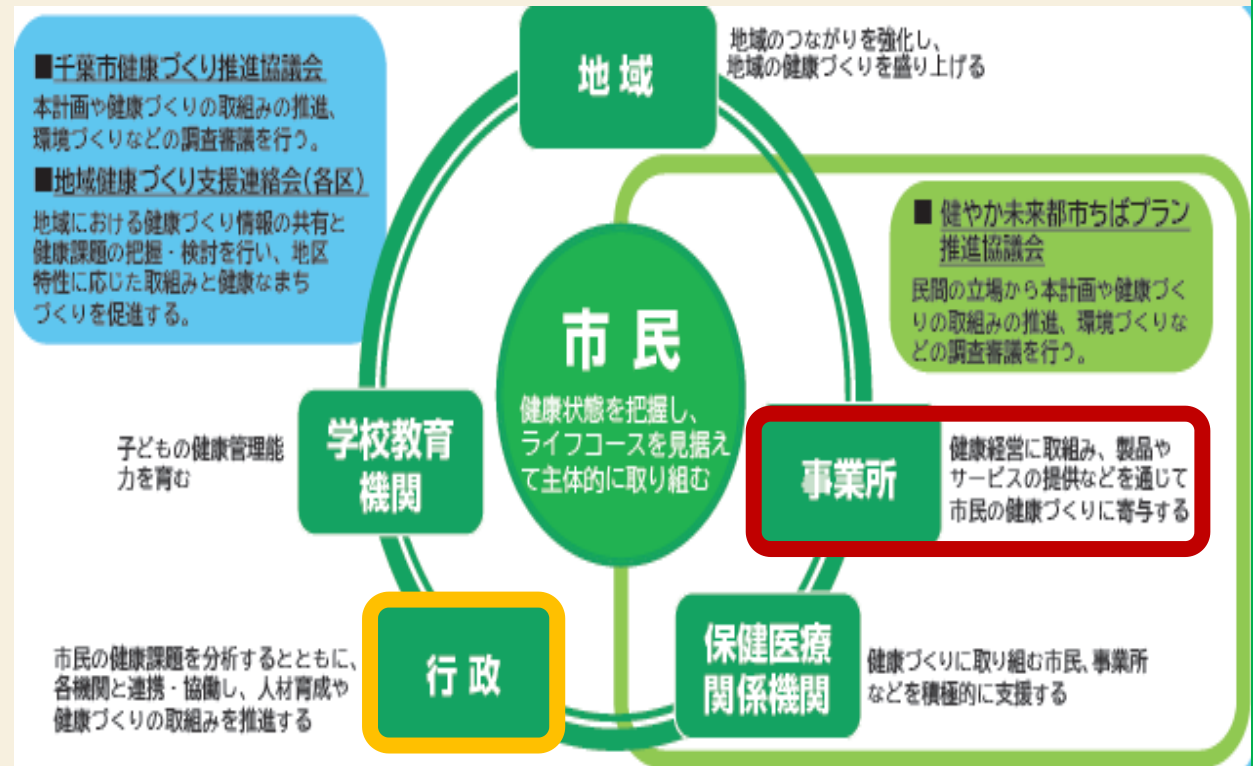 ■千葉市健康づくり推進協議会
本計画や健康づくりの取組みの推進、
環境づくりなどの調査審議を行う。
■地域健康づくり支援連絡会(各区)
地域における健康づくり情報の共有と
健康課題の把握・検討を行い、地区
特性に応じた取組みと健康なまち
づくりを促進する。
地域
地域のつながりを強化し、
地域の健康づくりを盛り上げる
■ 健やか未来都市ちばプラン
推進協議会
民間の立場から本計画や健康づく
りの取組みの推進、環境づくりな
どの調査審議を行う。
市民
健康状態を把握し、
ライフコースを見据え
て主体的に取り組む
子どもの健康管理能
力を育む
学校教育
機関
事業所
健康経営に取組み、製品や
サービスの提供などを通じて
市民の健康づくりに寄与する
市民の健康課題を分析するとともに、
各機関と連携・協働し、人材育成や
健康づくりの取組みを推進する
行政
保健医療
関係機関
健康づくりに取り組む市民、事業所
などを積極的に支援する